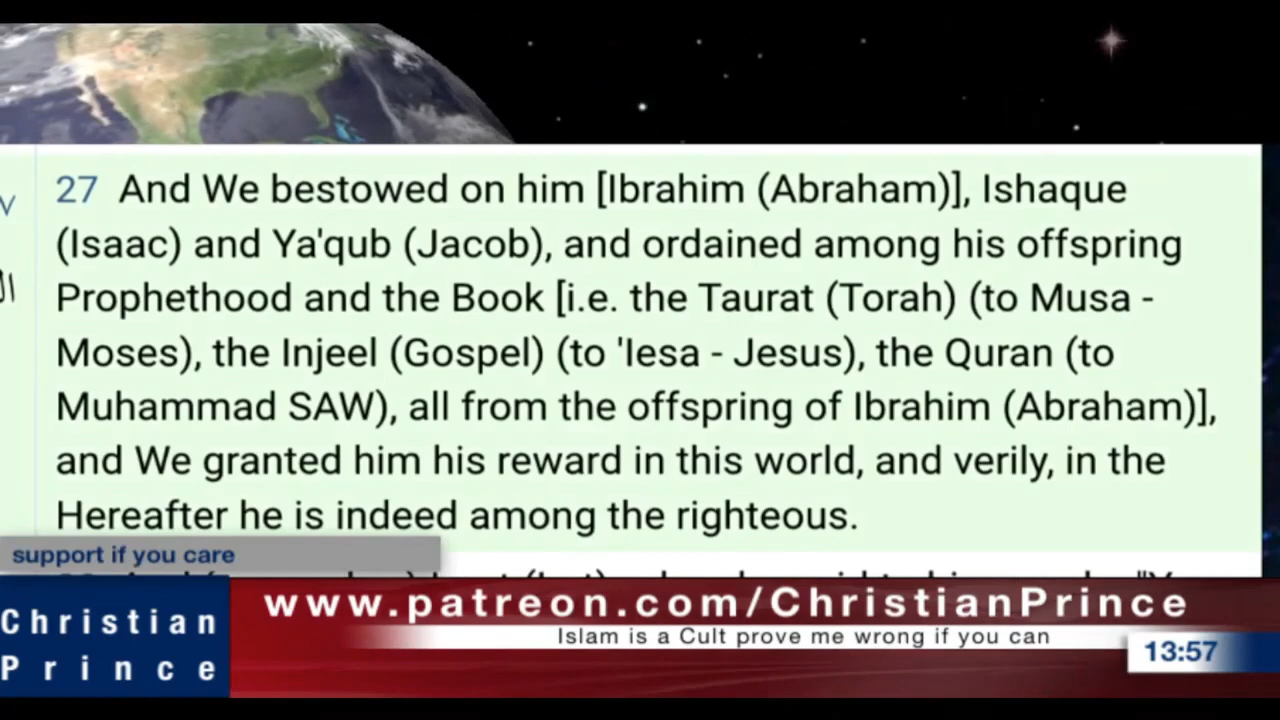 27 And We bestowed on him [Ibrahim (Abraham)], Ishaque
(Isaac) and Ya'qub (Jacob), and ordained among his offspring
Prophethood and the Book [i.e. the Taurat (Torah) (to Musa -
Moses), the Injeel (Gospel) (to 'Iesa - Jesus), the Quran (to
Muhammad SAW), all from the offspring of Ibrahim (Abraham)],
and We granted him his reward in this world, and verily, in the
Hereafter he is indeed among the righteous.
support if you care
Christian
Prince
www.patreon.com/ChristianPrince
Islam is a Cult prove me wrong if you can
13:57